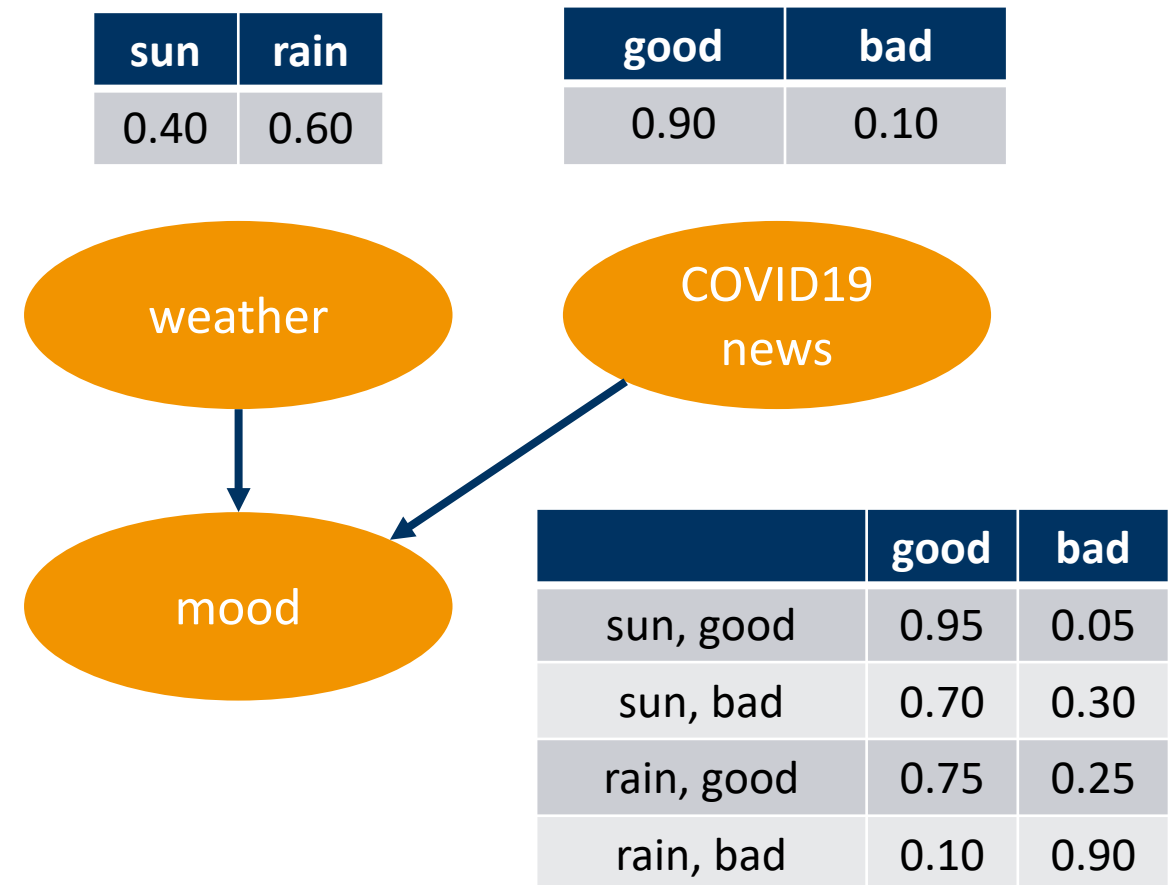 sun rain
0.40 0.60
good bad
0.90 0.10
weather
COVID19
news
mood
good bad
sun, good 0.95 0.05
sun, bad 0.70 0.30
rain, good 0.75 0.25
rain, bad 0.10 0.90